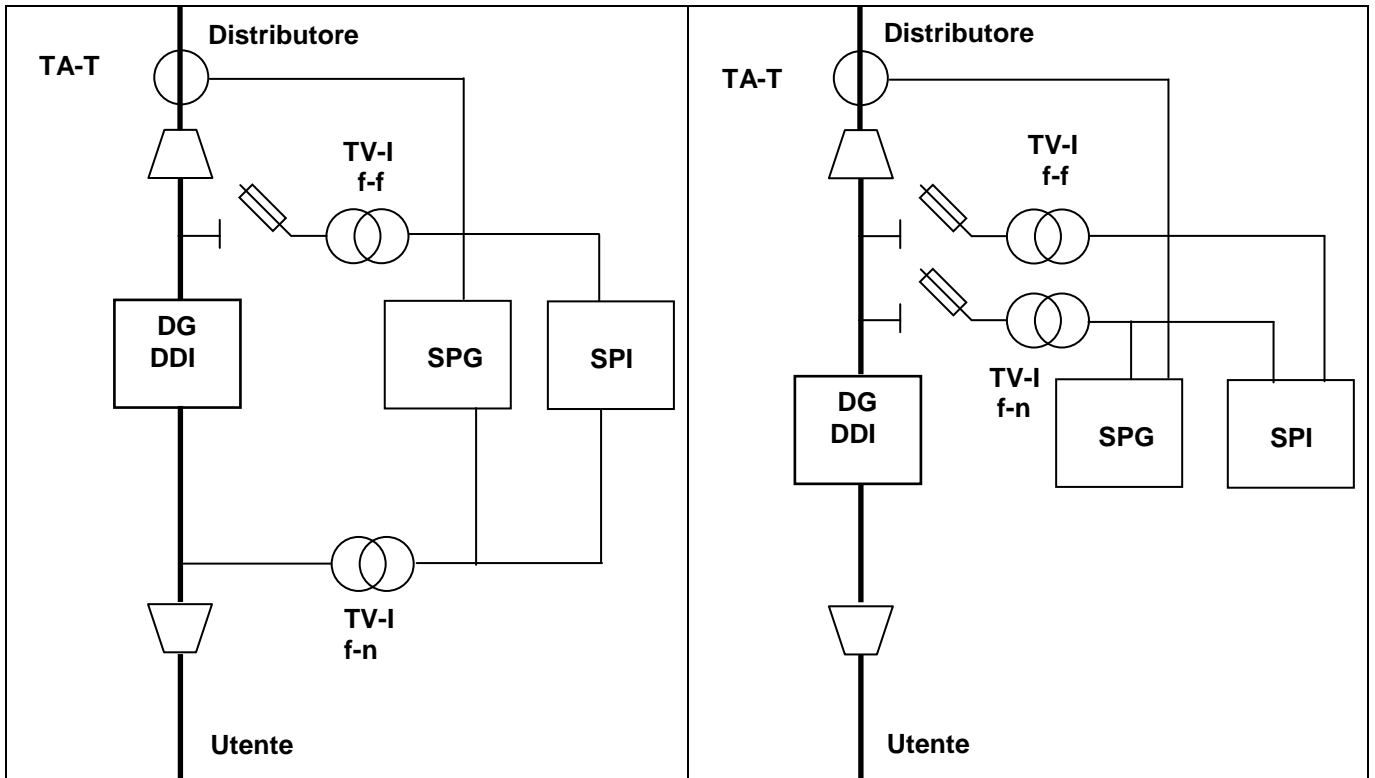 Distributore
TA-T
TV-I
f-f
DG
DDI
SPG
SPI
TV-I
f-n
Utente
Distributore
TA-T
TV-I
f-f
TV-I
f-n
DG
DDI
SPG
SPI
Utente